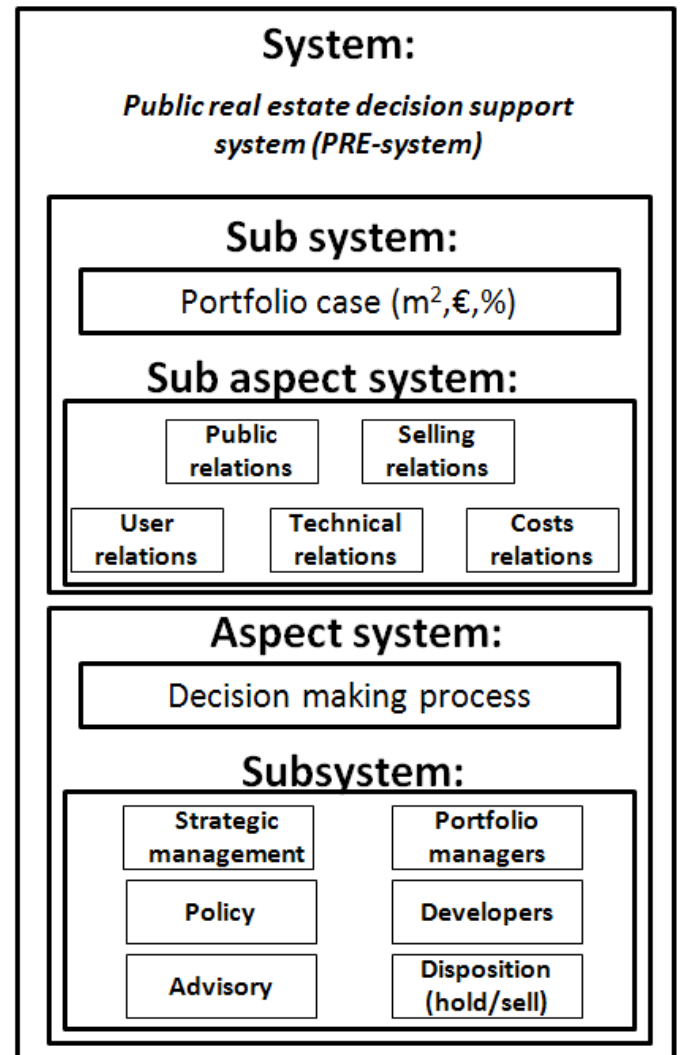 System:
Public real estate decision support
system (PRE-system)
Sub system:
Portfolio case (m²,€,%)
Sub aspect system:
Public
relations
Selling
relations
User
relations
Technical
relations
Costs
relations
Aspect system:
Decision making process
Subsystem:
Strategic
management
Portfolio
managers
Policy
Developers
Advisory
Disposition
(hold/sell)